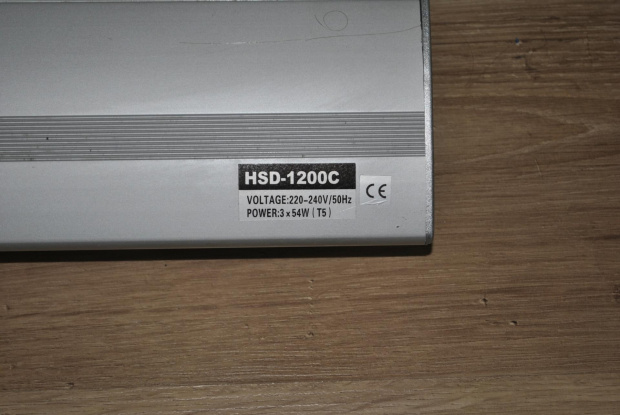 HSD-1200C
VOLTAGE:220-240V/50Hz
POWER:3×54W(T5)
CE